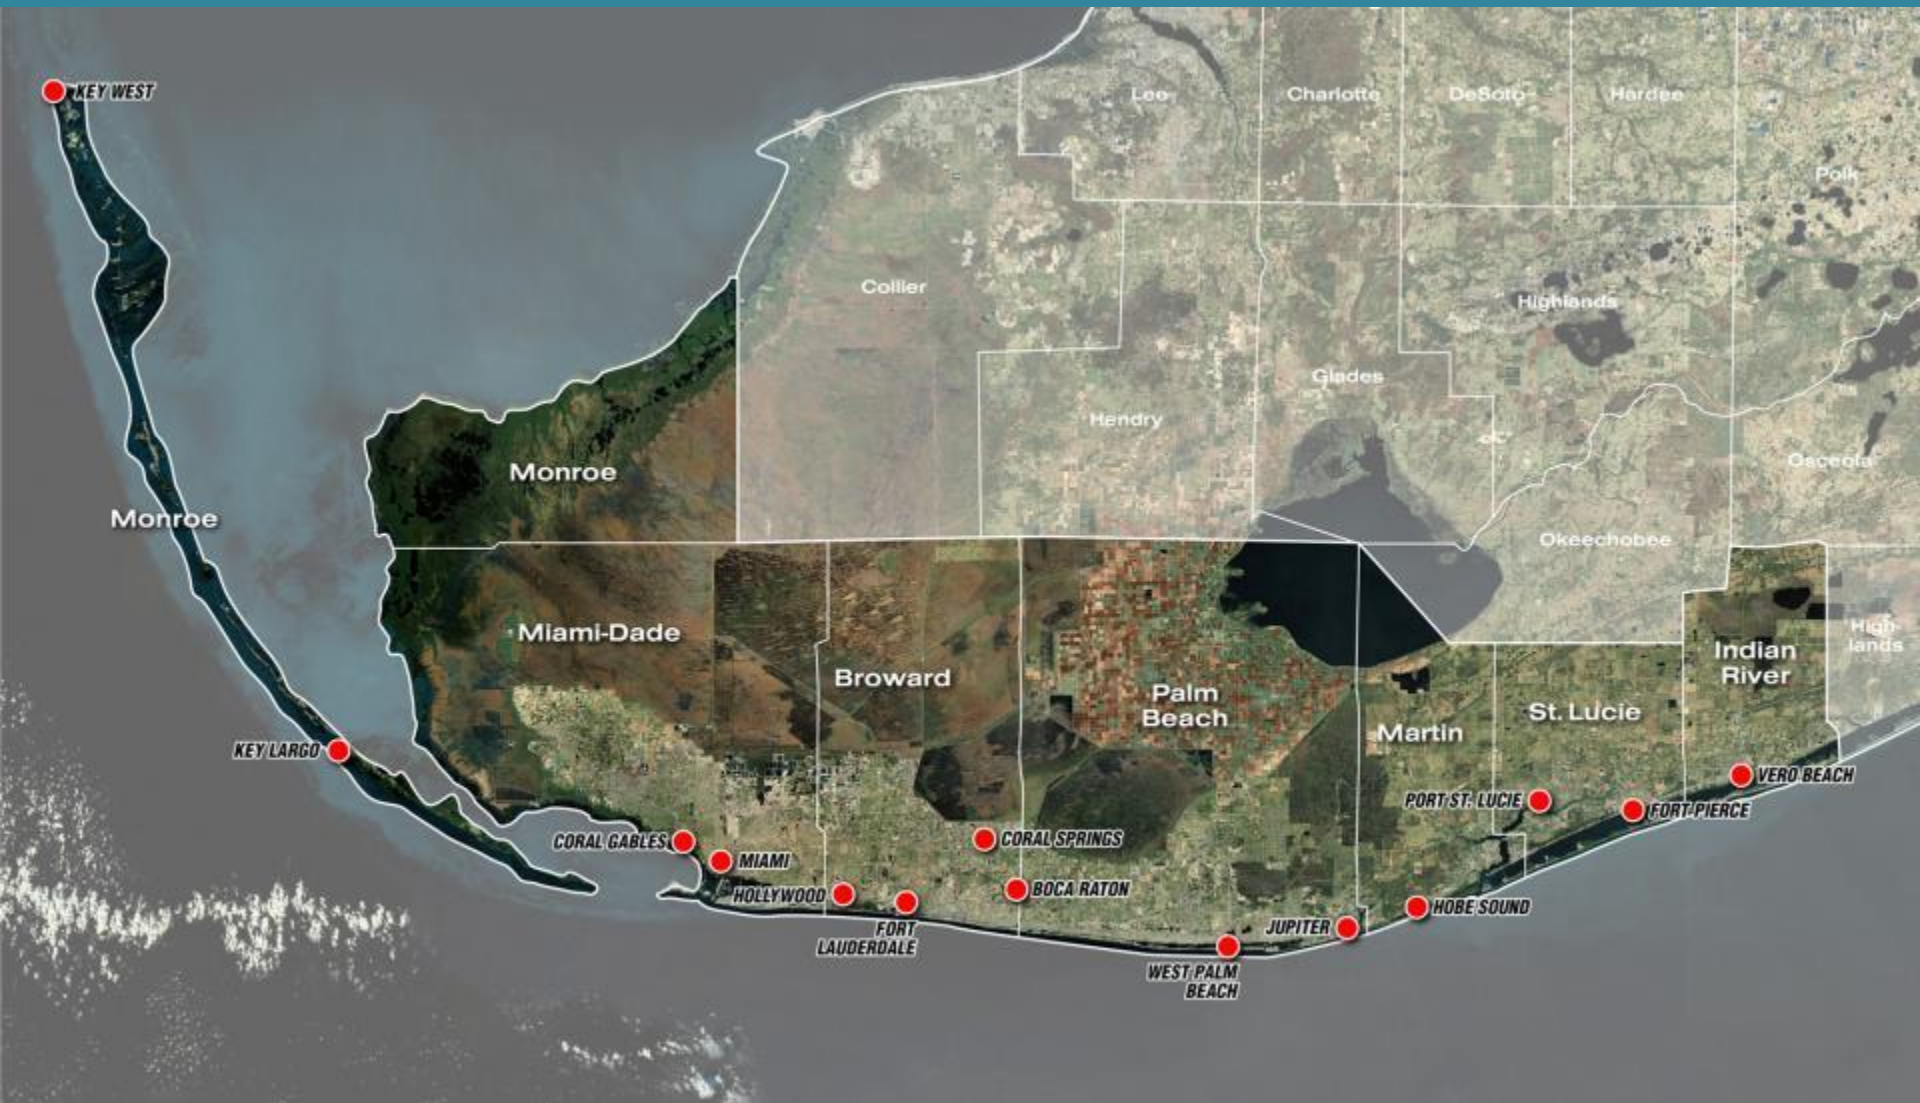 KEY WEST
Lee
Charlotte
DeSoto
Hardee
Polk
Collier
Highlands
Glades
Hendry
Osceola
Monroe
Monroe
Okeechobee
Miami-Dade
Broward
Palm
Beach
Martin
St. Lucie
Indian
River
High-
lands
KEY LARGO
CORAL GABLES
MIAMI
HOLLYWOOD
FORT
LAUDERDALE
CORAL SPRINGS
BOCA RATON
WEST PALM
BEACH
JUPITER
HOBE SOUND
PORT ST. LUCIE
FORT PIERCE
VERO BEACH